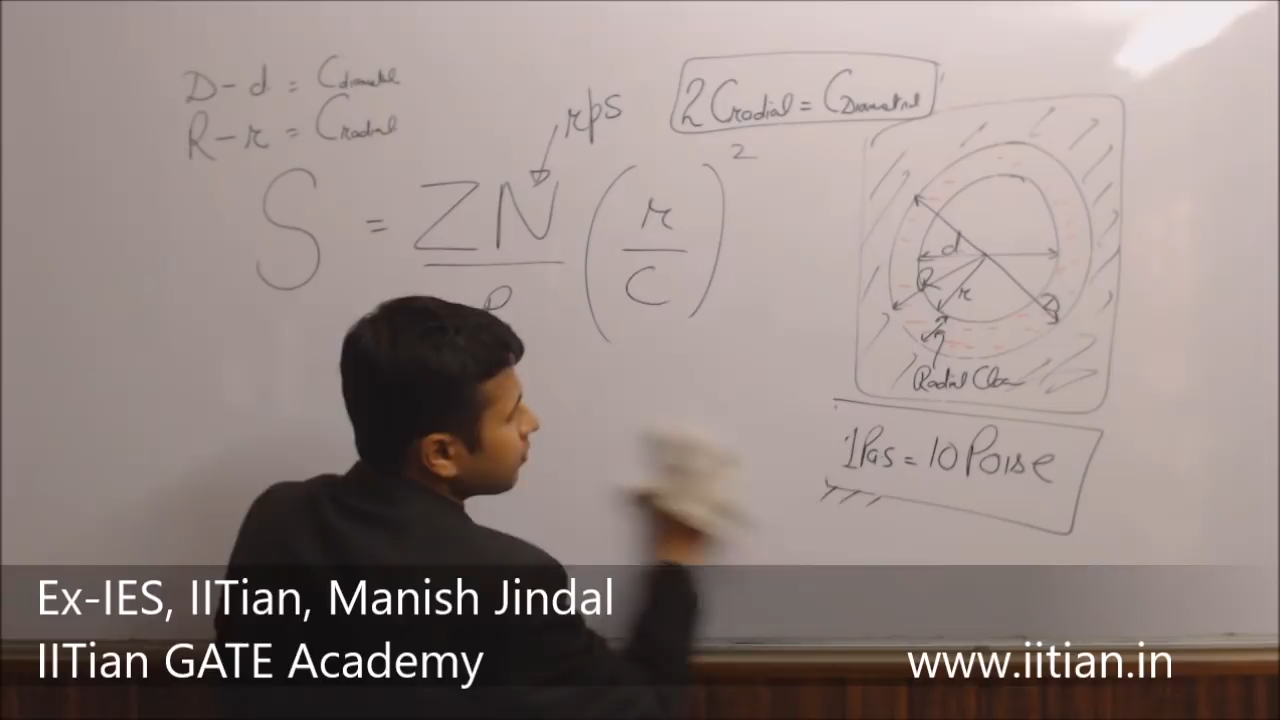 D - d = Cdiametral
R - r = Cradial
rps
2 Cradial = CDiametral
S = ZN/P (r/C)²
d
R
r
D
Radial Clea
1 Pas = 10 Poise
Ex-IES, IITian, Manish Jindal
IITian GATE Academy
www.iitian.in